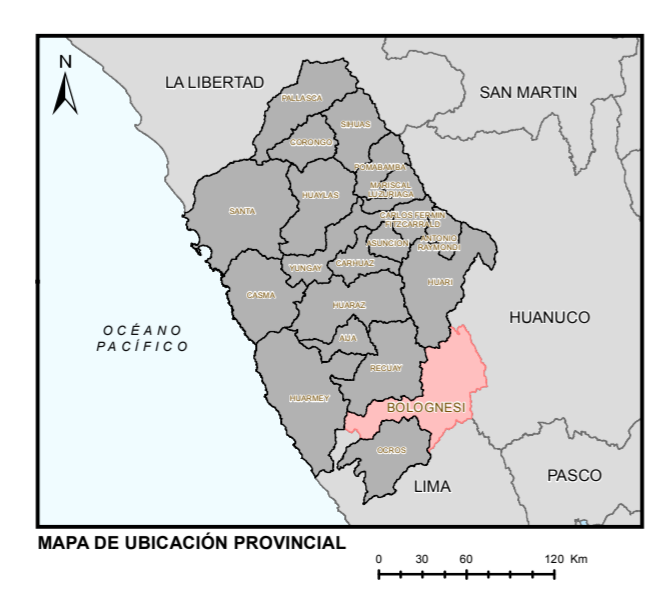 N
LA LIBERTAD
SAN MARTIN
PALLASCA
SIHUAS
CORONGO
POMABAMBA
MARISCAL
LUZURIAGA
HUAYLAS
SANTA
CARLOS FERMIN
FITZCARRALD
ANTONIO
RAYMONDI
ASUNCION
CARHUAZ
YUNGAY
HUARI
CASMA
HUARAZ
HUANUCO
OCÉANO
PACÍFICO
AIJA
RECUAY
HUARMEY
BOLOGNESI
OCROS
PASCO
LIMA
MAPA DE UBICACIÓN PROVINCIAL
0 30 60 120 Km